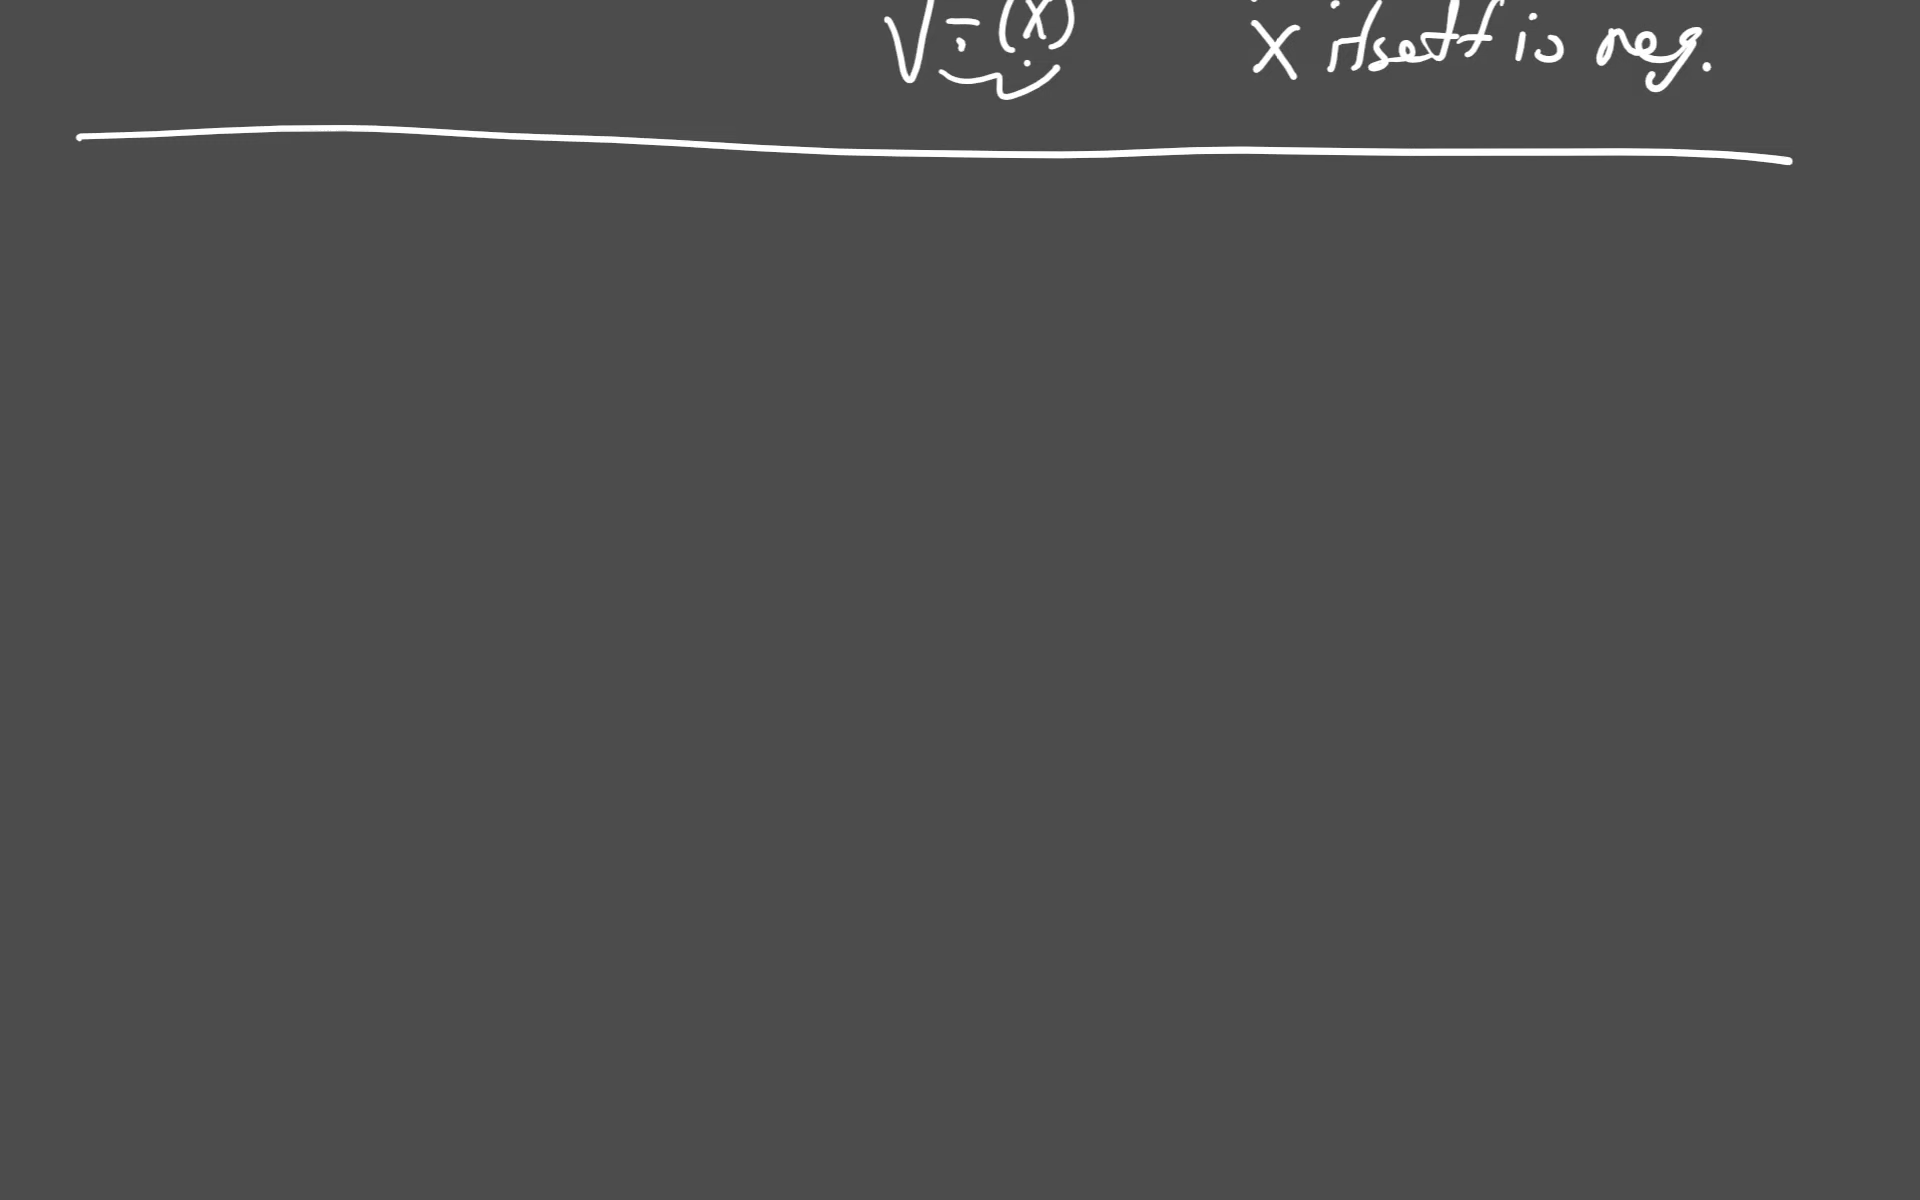 √-(x) x itself is neg.